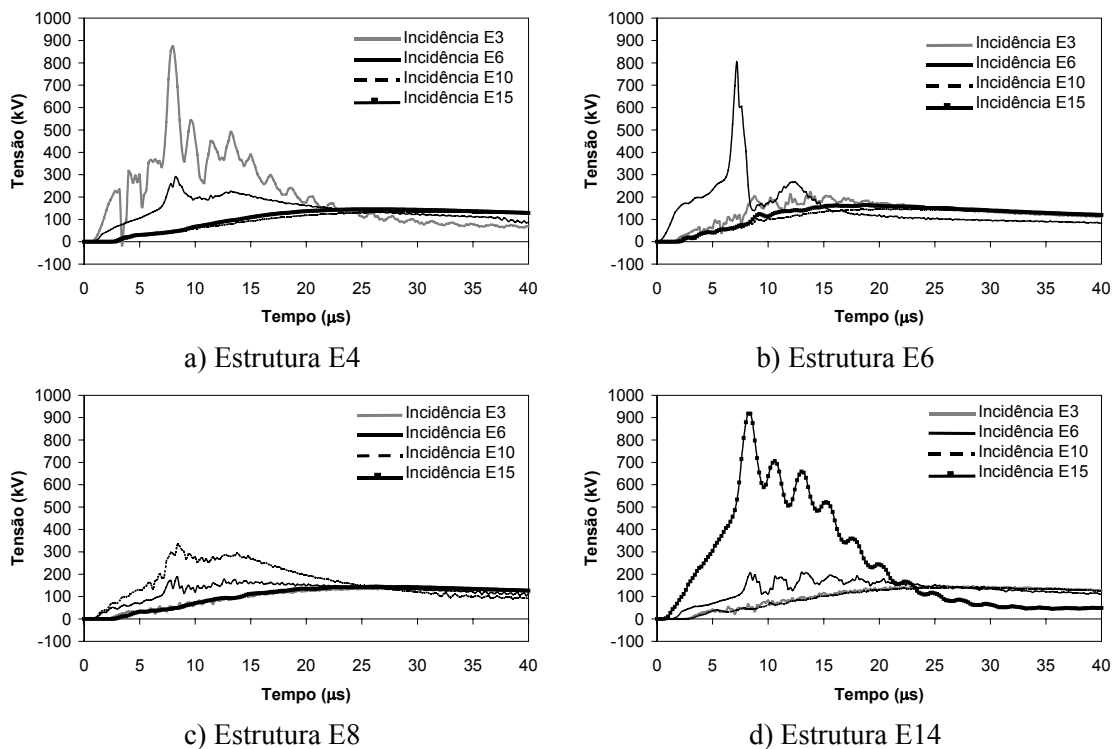 1000
900
800
700
600
500
400
300
200
100
0
-100
Tensão (kV)
Incidência E3
Incidência E6
Incidência E10
Incidência E15
0 5 10 15 20 25 30 35 40
Tempo (µs)
a) Estrutura E4
1000
900
800
700
600
500
400
300
200
100
0
-100
Tensão (kV)
Incidência E3
Incidência E6
Incidência E10
Incidência E15
0 5 10 15 20 25 30 35 40
Tempo (µs)
b) Estrutura E6
1000
900
800
700
600
500
400
300
200
100
0
-100
Tensão (kV)
Incidência E3
Incidência E6
Incidência E10
Incidência E15
0 5 10 15 20 25 30 35 40
Tempo (µs)
c) Estrutura E8
1000
900
800
700
600
500
400
300
200
100
0
-100
Tensão (kV)
Incidência E3
Incidência E6
Incidência E10
Incidência E15
0 5 10 15 20 25 30 35 40
Tempo (µs)
d) Estrutura E14